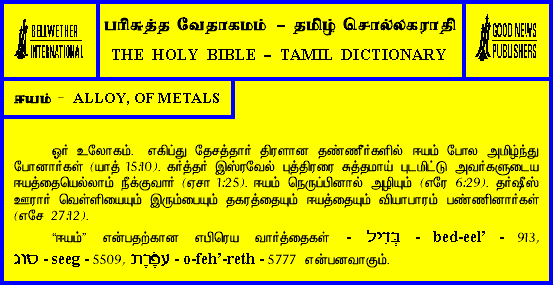 BELLWETHER
INTERNATIONAL
பரிசுத்த வேதாகமம் – தமிழ் சொல்லகராதி
THE HOLY BIBLE – TAMIL DICTIONARY
GOOD NEWS
PUBLISHERS
ஈயம் – ALLOY, OF METALS
ஓர் உலோகம். எகிப்து தேசத்தார் திரளான தண்ணீர்களில் ஈயம் போல அமிழ்ந்து
போனார்கள் (யாத் 15:10). கர்த்தர் இஸ்ரவேல் புத்திரரை சுத்தமாய் புடமிட்டு அவர்களுடைய
ஈயத்தையெல்லாம் நீக்குவார் (ஏசா 1:25). ஈயம் நெருப்பினால் அழியும் (எரே 6:29). தர்ஷீஸ்
ஊரார் வெள்ளியையும் இரும்பையும் தகரத்தையும் ஈயத்தையும் வியாபாரம் பண்ணினார்கள்
(எசே 27:12).
“ஈயம்” என்பதற்கான எபிரெய வார்த்தைகள் - בְּדִיל - bed-eel’ - 913,
סוּג - seeg - 5509, עֹפֶרֶת - o-feh’-reth - 5777 என்பனவாகும்.